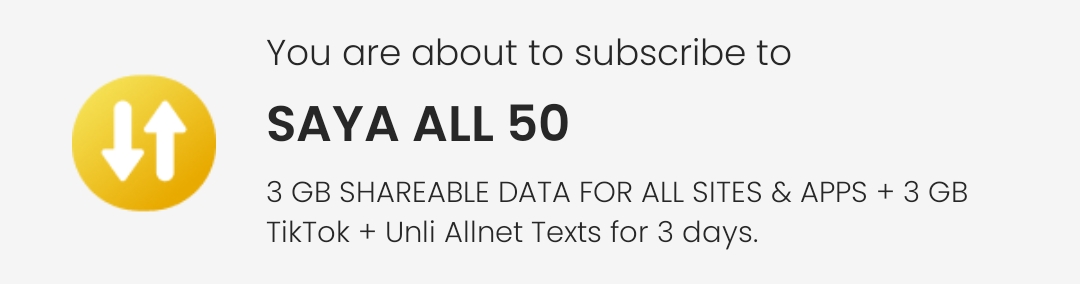 You are about to subscribe to
SAYA ALL 50
3 GB SHAREABLE DATA FOR ALL SITES & APPS + 3 GB
TikTok + Unli Allnet Texts for 3 days.